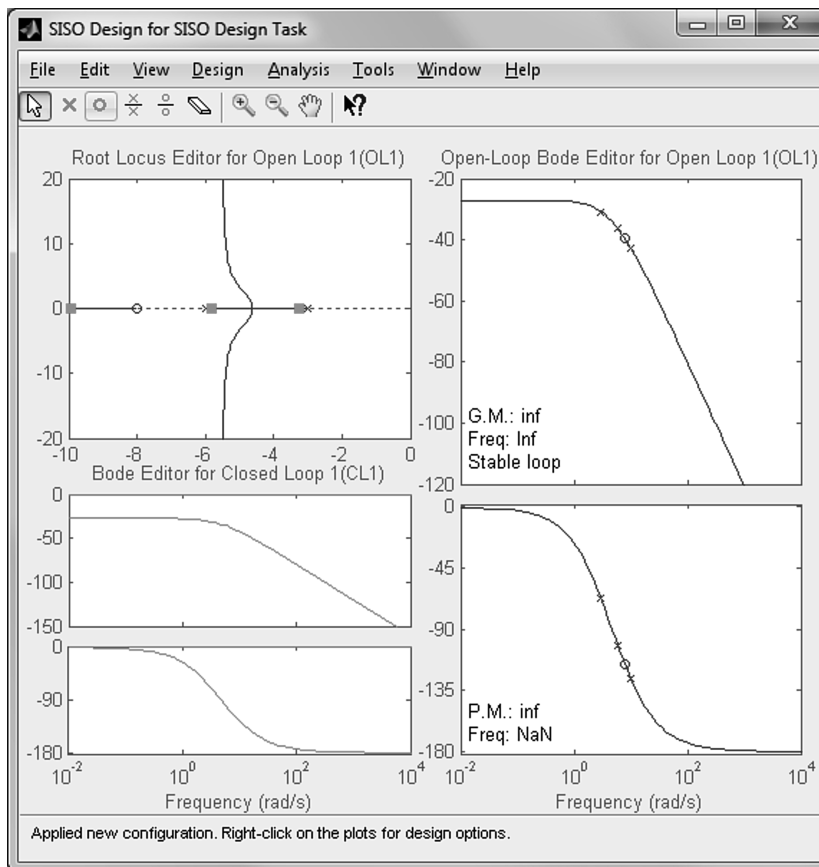 SISO Design for SISO Design Task
File Edit View Design Analysis Tools Window Help
Root Locus Editor for Open Loop 1(OL1)
20
10
0
-10
-20
-10 -8 -6 -4 -2 0
Open-Loop Bode Editor for Open Loop 1(OL1)
-20
-40
-60
-80
-100
-120
G.M.: inf
Freq: Inf
Stable loop
Bode Editor for Closed Loop 1(CL1)
0
-50
-100
-150
0
-90
-180
10^-2 10^0 10^2 10^4
Frequency (rad/s)
0
-45
-90
-135
-180
P.M.: inf
Freq: NaN
10^-2 10^0 10^2 10^4
Frequency (rad/s)
Applied new configuration. Right-click on the plots for design options.